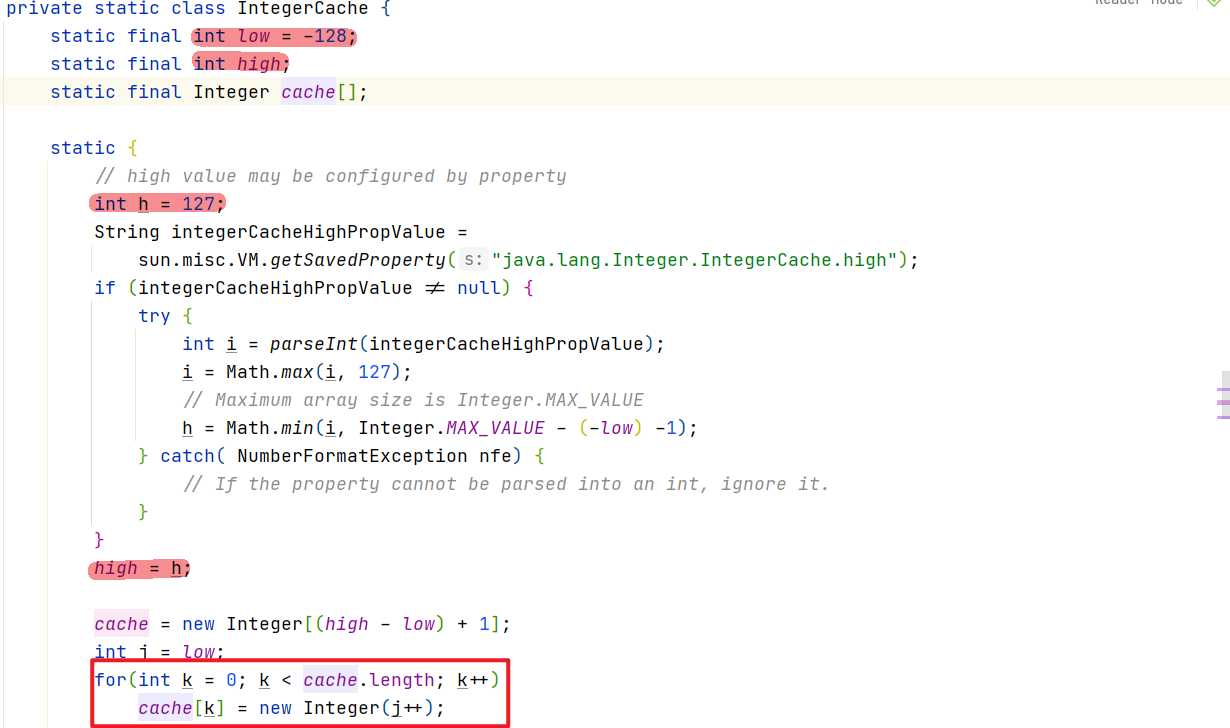 private static class IntegerCache {
Reader Mode
static final int low = -128;
static final int high;
static final Integer cache[];
static {
// high value may be configured by property
int h = 127;
String integerCacheHighPropValue =
sun.misc.VM.getSavedProperty( s: "java.lang.Integer.IntegerCache.high");
if (integerCacheHighPropValue ≠ null) {
try {
int i = parseInt(integerCacheHighPropValue);
i = Math.max(i, 127);
// Maximum array size is Integer.MAX_VALUE
h = Math.min(i, Integer.MAX_VALUE - (-low) -1);
} catch( NumberFormatException nfe) {
// If the property cannot be parsed into an int, ignore it.
}
}
high = h;
cache = new Integer[(high - low) + 1];
int j = low;
for(int k = 0; k < cache.length; k++)
cache[k] = new Integer(j++);